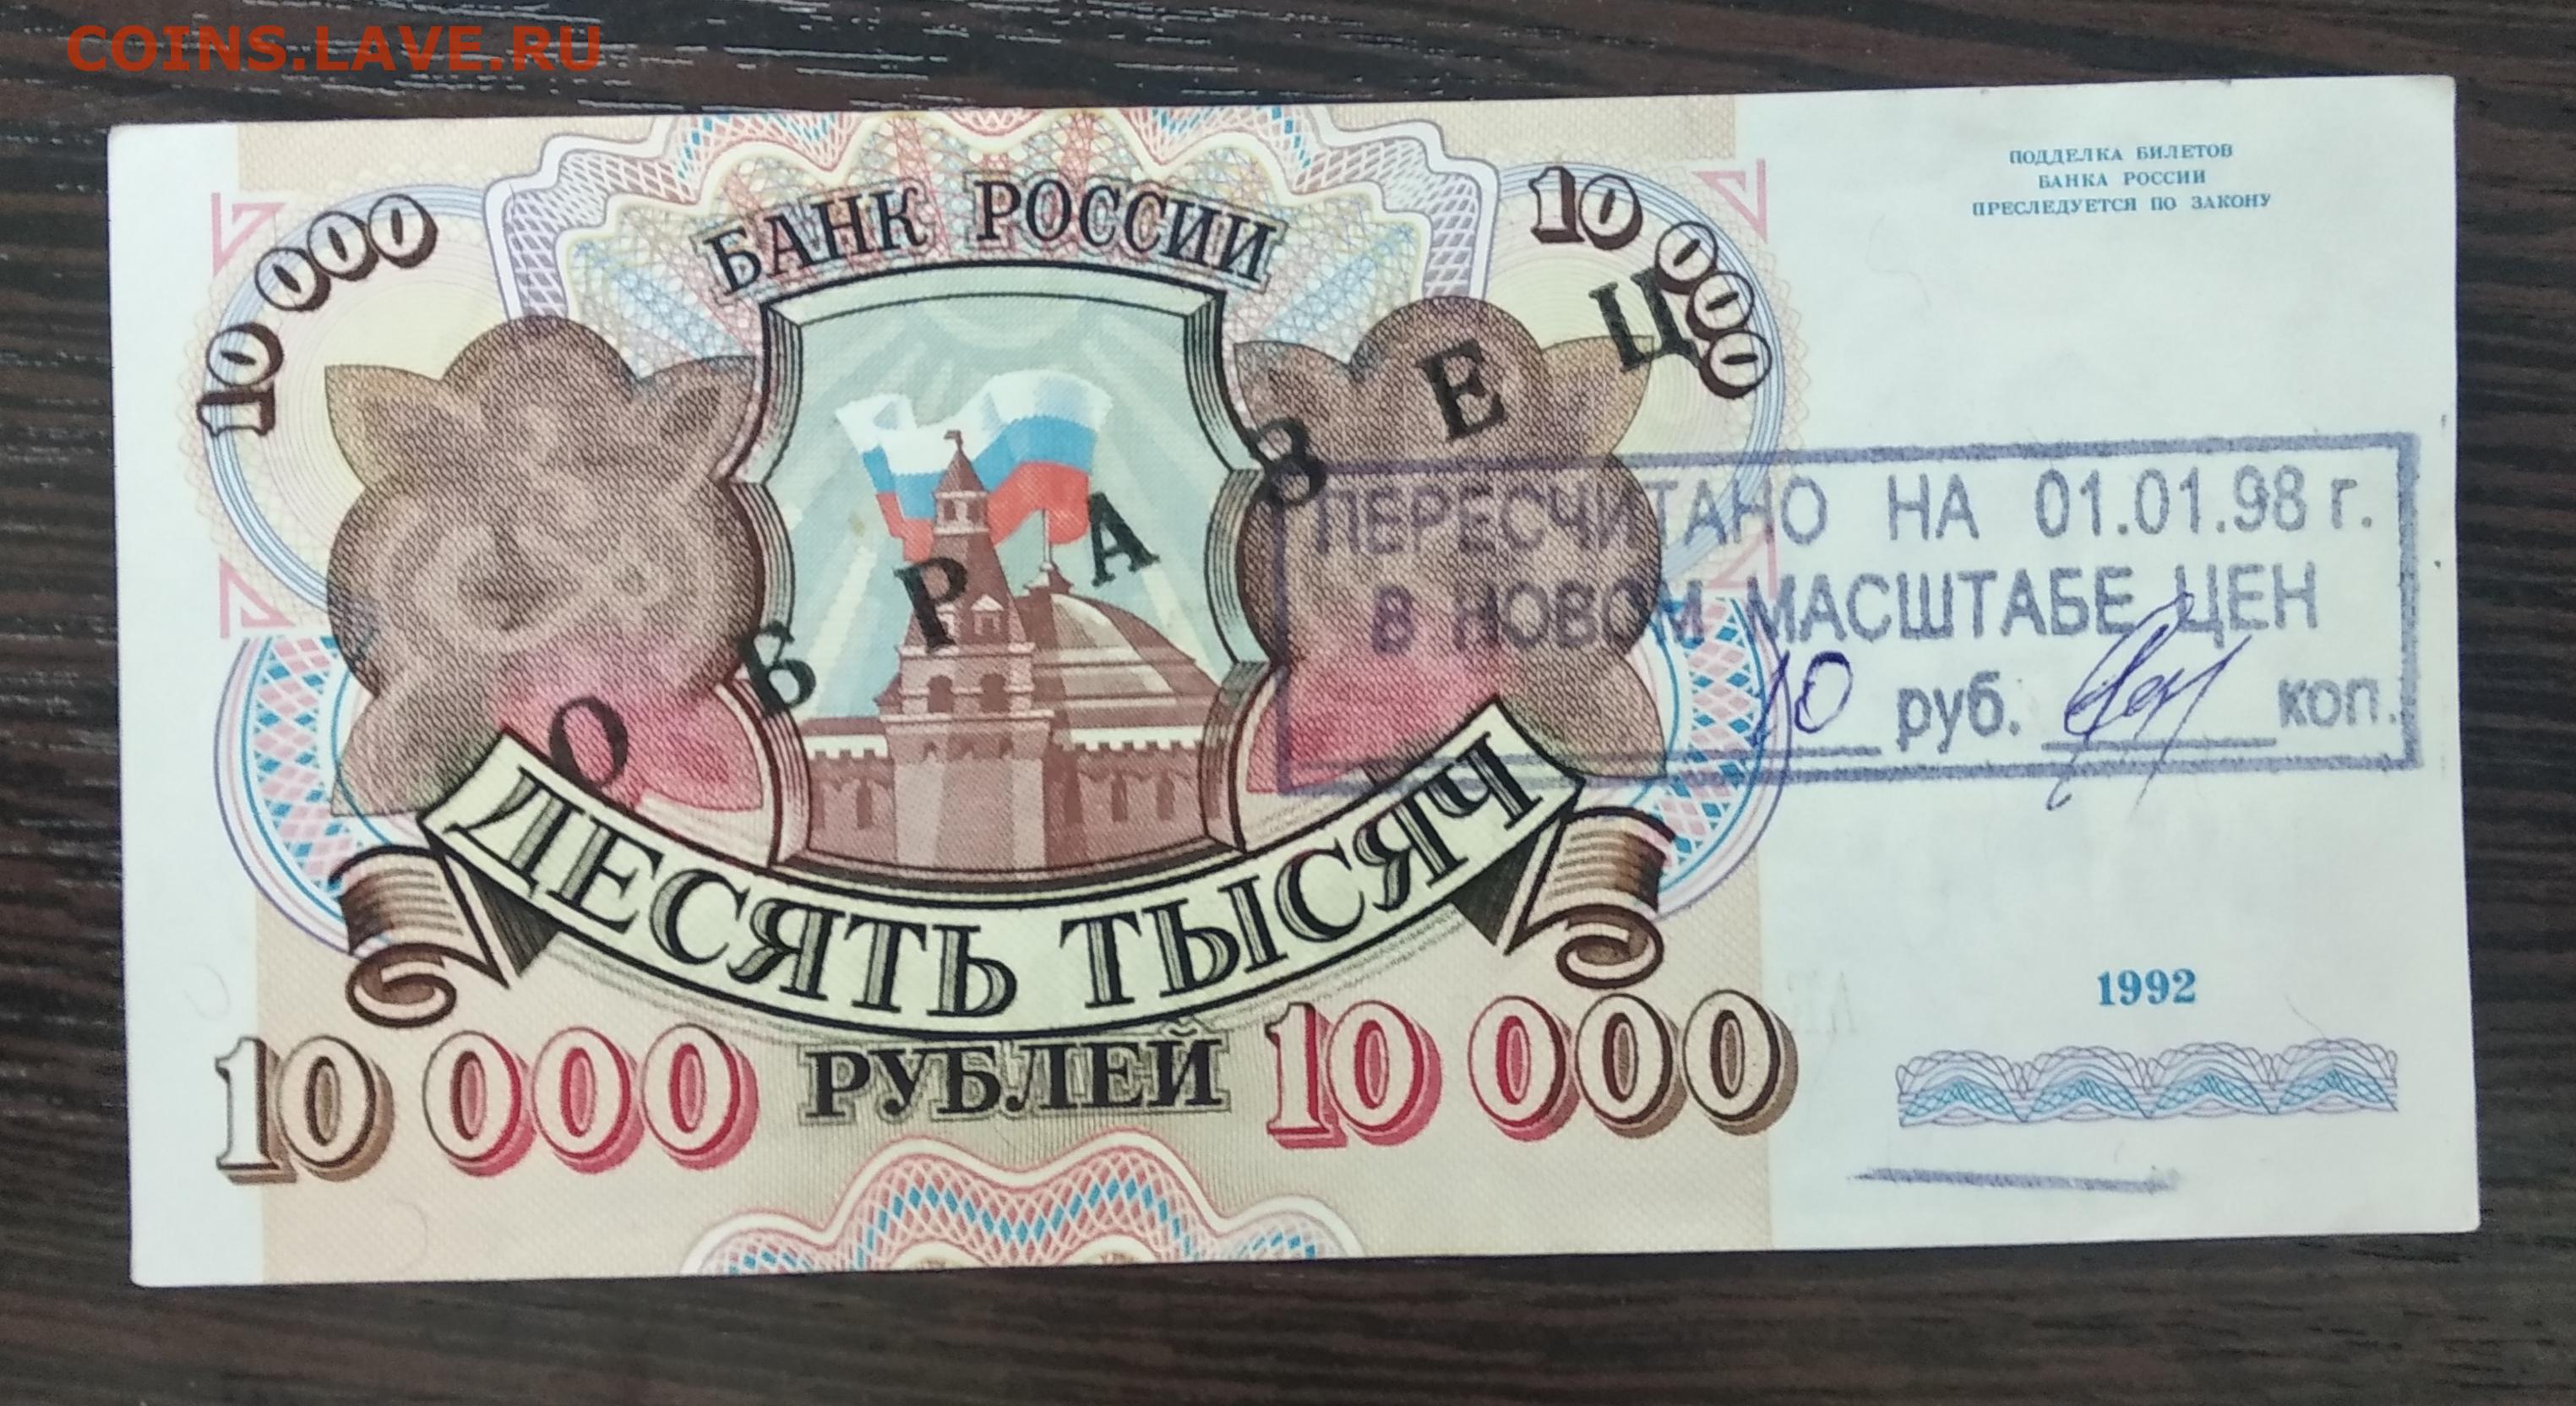 COINS.LAVE.RU
ПОДДЕЛКА БИЛЕТОВ
БАНКА РОССИИ
ПРЕСЛЕДУЕТСЯ ПО ЗАКОНУ
10 000
БАНК РОССИИ
10 000
ОБРАЗЕЦ
ПЕРЕСЧИТАНО НА 01.01.98 г.
В НОВОМ МАСШТАБЕ ЦЕН
10 руб. коп.
ДЕСЯТЬ ТЫСЯЧ
РУБЛЕЙ
10 000
10 000
1992